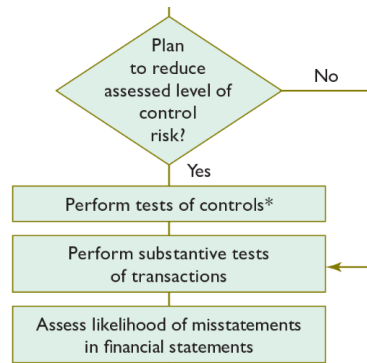 Plan
to reduce
assessed level of
control
risk?
No
Yes
Perform tests of controls*
Perform substantive tests
of transactions
Assess likelihood of misstatements
in financial statements